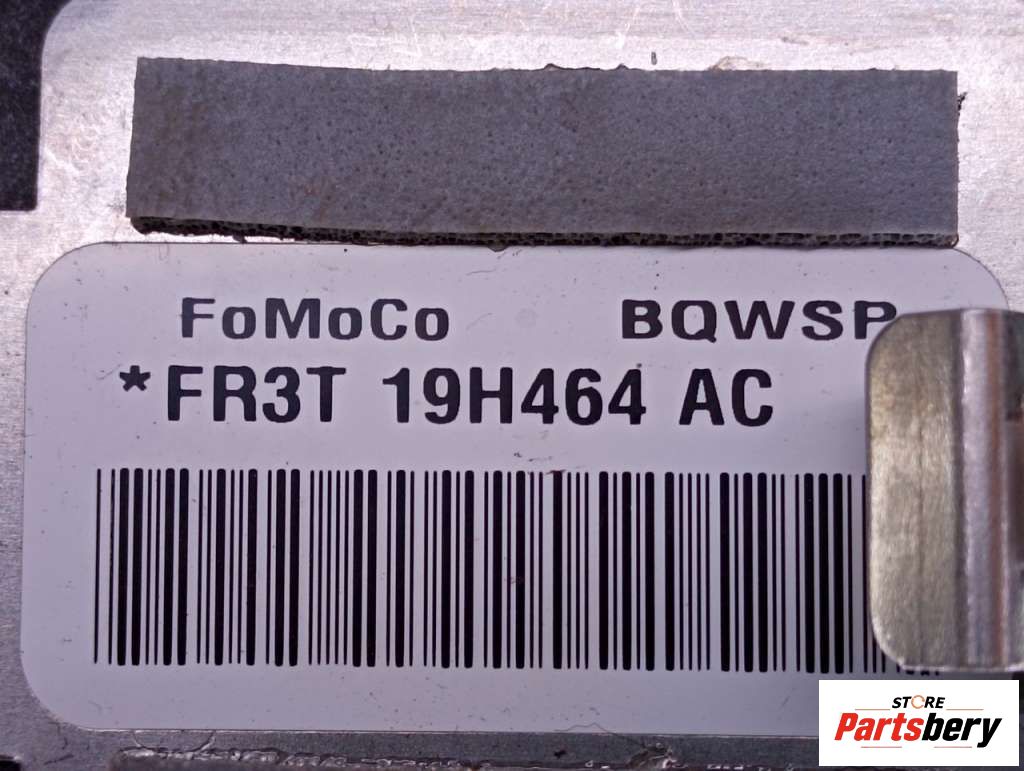 FoMoCo BQWSP
*FR3T 19H464 AC
STORE
Partsbery